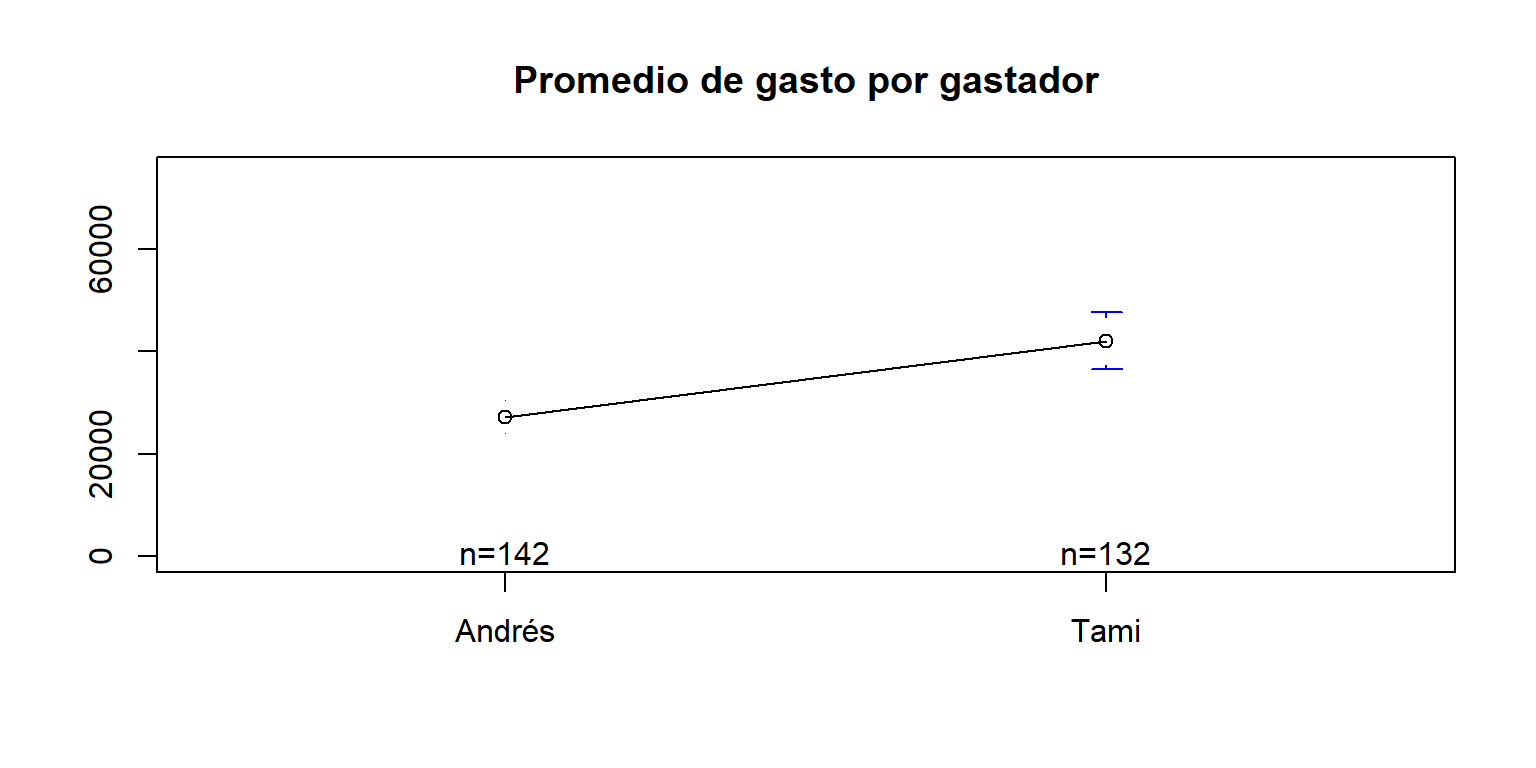 Promedio de gasto por gastador
60000
20000
0
n=142
n=132
Andrés
Tami